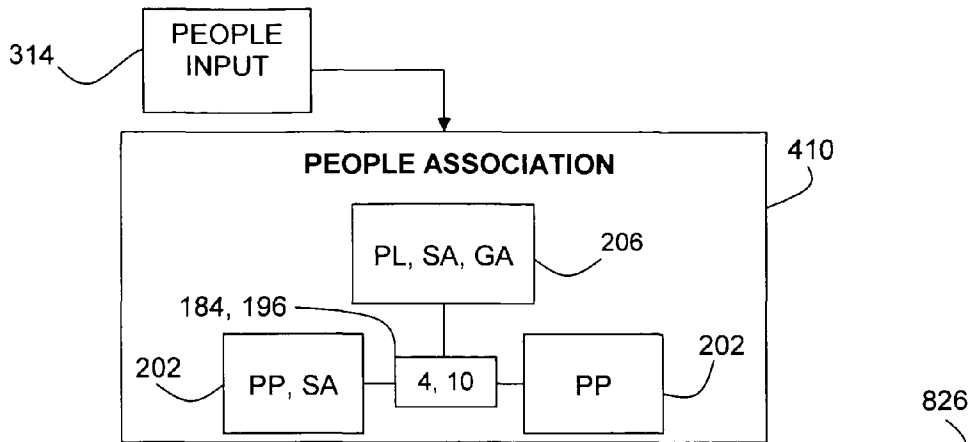 PEOPLE
INPUT
314
PEOPLE ASSOCIATION
410
PL, SA, GA
206
184, 196
202
PP, SA
4, 10
PP
202
826